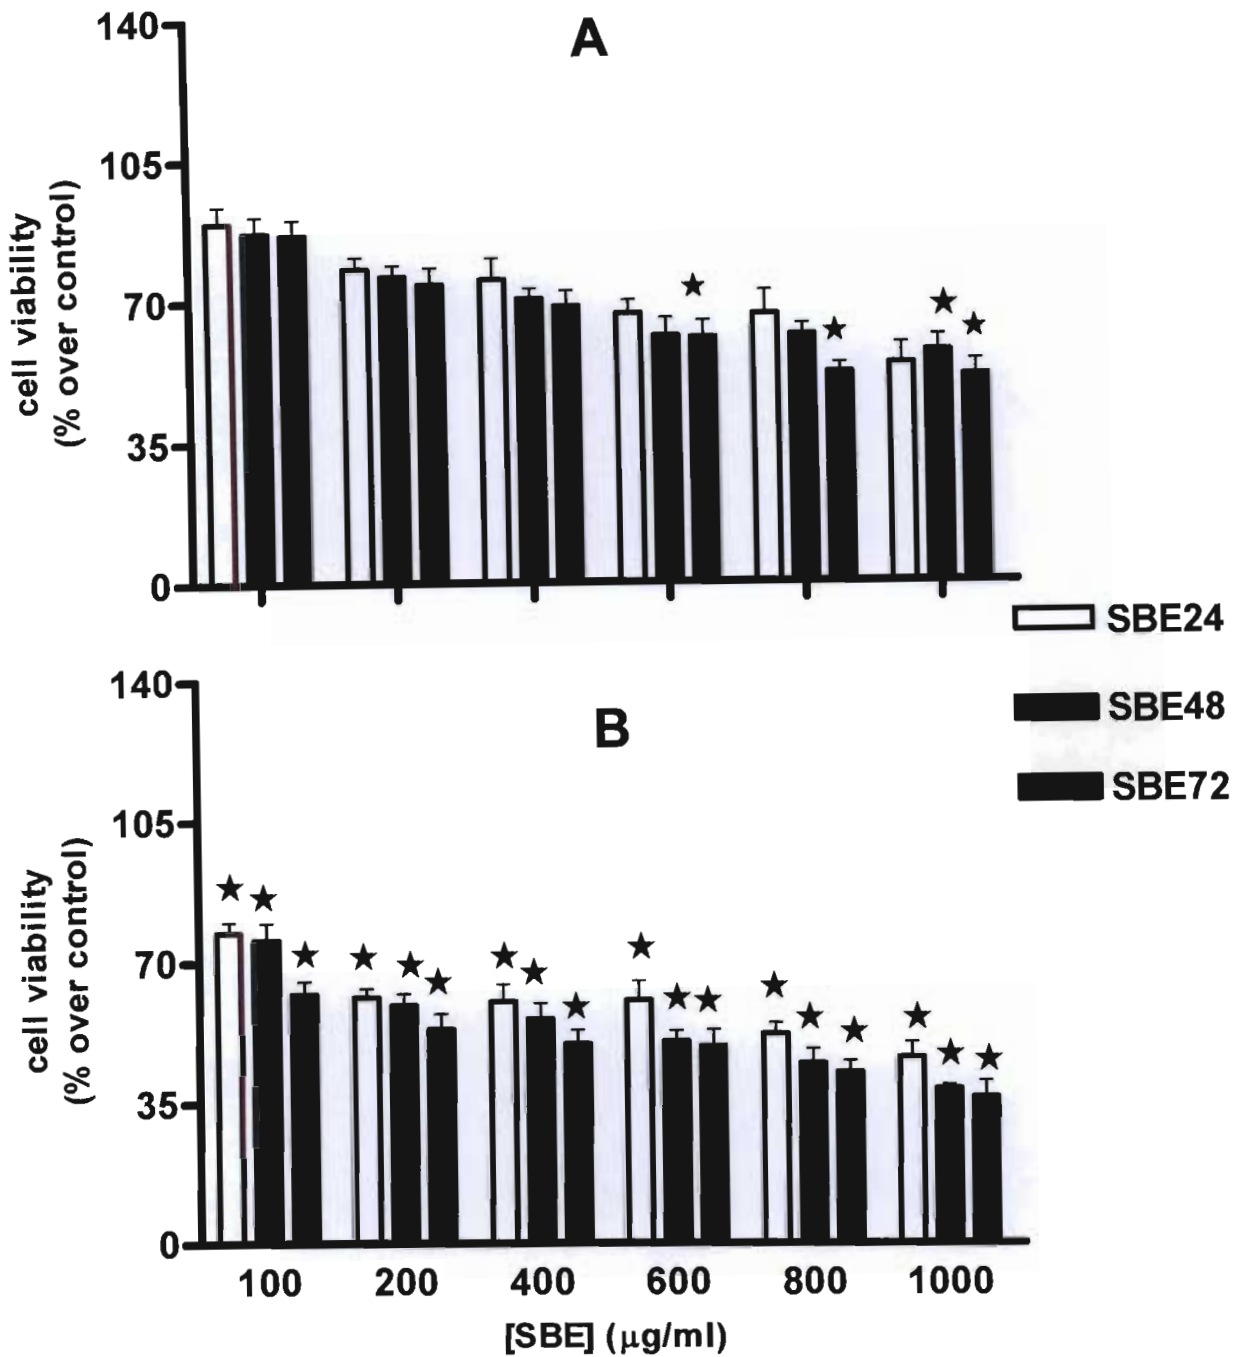 A
140
105
70
35
0
cell viability
(% over control)
★
★
★
★
SBE24
SBE48
SBE72
B
140
105
70
35
0
cell viability
(% over control)
★ ★ ★ ★ ★ ★ ★ ★ ★ ★ ★ ★ ★ ★ ★ ★ ★ ★
100 200 400 600 800 1000
[SBE] (μg/ml)